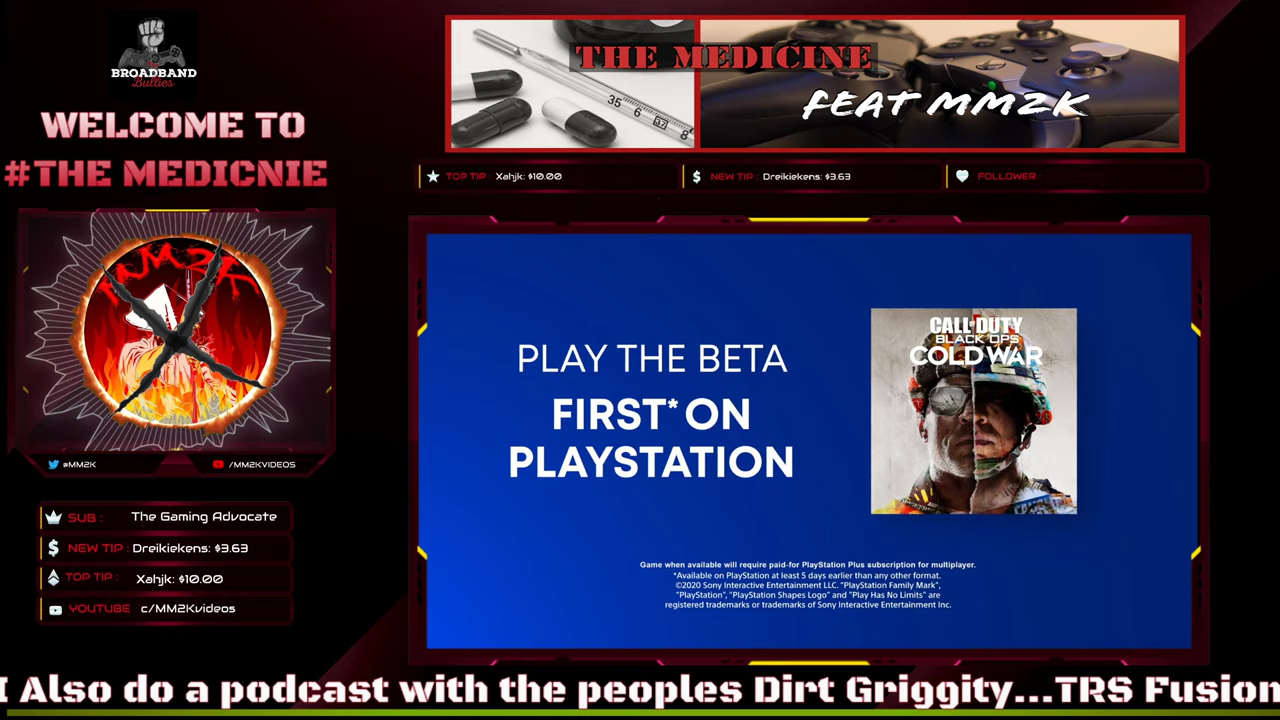 BROADBAND
Bullies
WELCOME TO
#THE MEDICNIE
THE MEDICINE
FEAT MM2K
35
6
37
8
TOP TIP : Xahjk: $10.00
NEW TIP : Dreikiekens: $3.63
FOLLOWER :
MM2K
@MM2K
/MM2KVIDEOS
SUB : The Gaming Advocate
NEW TIP : Dreikiekens: $3.63
TOP TIP : Xahjk: $10.00
YOUTUBE c/MM2Kvideos
PLAY THE BETA
FIRST* ON
PLAYSTATION
CALL OF DUTY
BLACK OPS
COLD WAR
Game when available will require paid-for PlayStation Plus subscription for multiplayer.
*Available on PlayStation at least 5 days earlier than any other format.
©2020 Sony Interactive Entertainment LLC. "PlayStation Family Mark",
"PlayStation", "PlayStation Shapes Logo" and "Play Has No Limits" are
registered trademarks or trademarks of Sony Interactive Entertainment Inc.
I Also do a podcast with the peoples Dirt Griggity...TRS Fusion